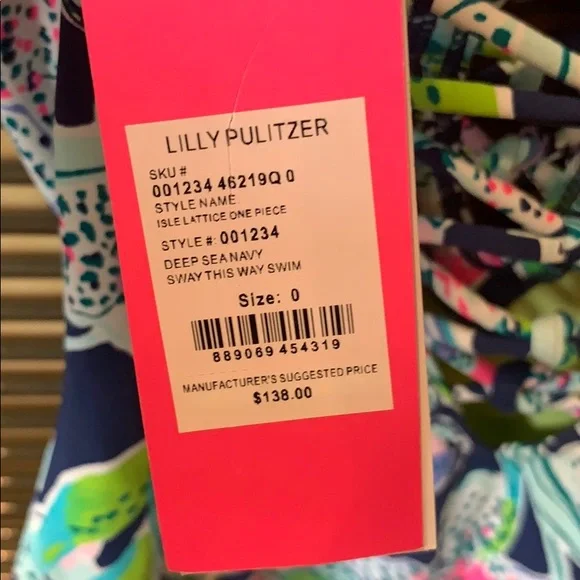 LILLY PULITZER
SKU #
001234 46219Q 0
STYLE NAME
ISLE LATTICE ONE PIECE
STYLE #: 001234
DEEP SEA NAVY
SWAY THIS WAY SWIM
Size: 0
889069 454319
MANUFACTURER'S SUGGESTED PRICE
$138.00